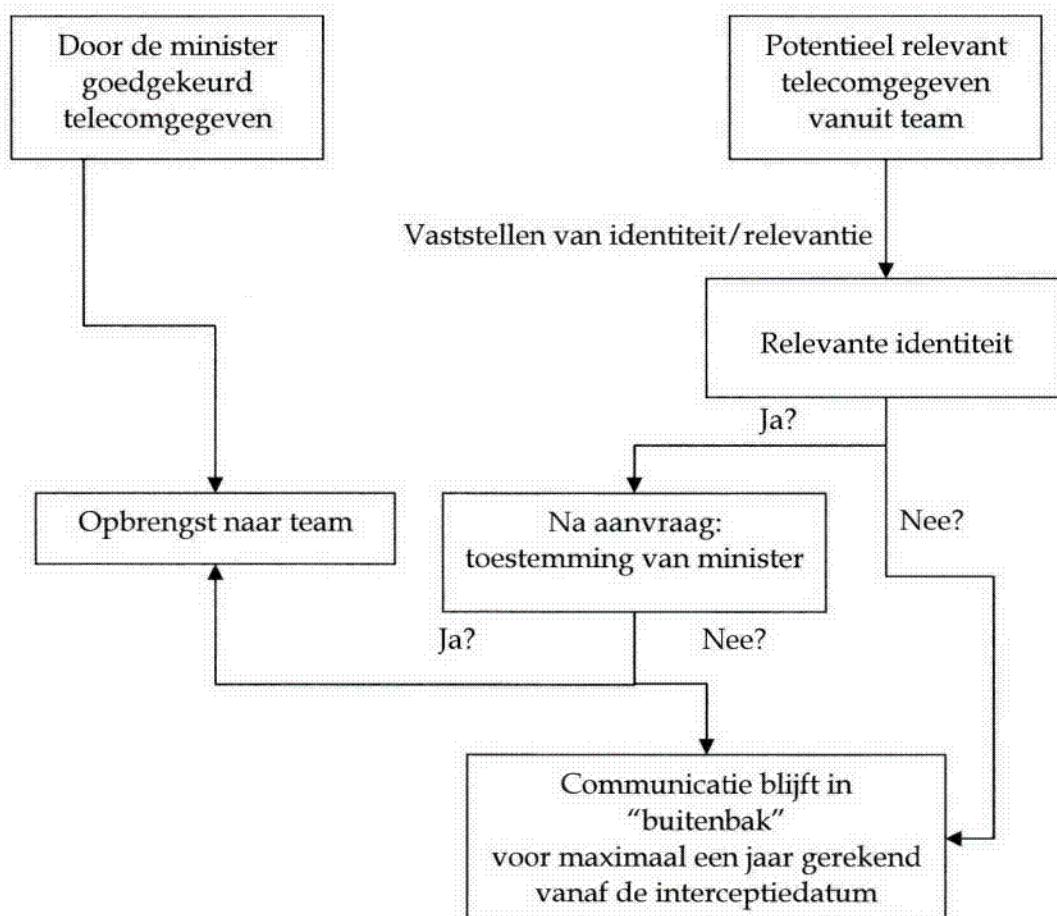 Door de minister
goedgekeurd
telecomgegeven
Potentieel relevant
telecomgegeven
vanuit team
Vaststellen van identiteit/relevantie
Relevante identiteit
Ja?
Nee?
Opbrengst naar team
Na aanvraag:
toestemming van minister
Ja?
Nee?
Communicatie blijft in
“buitenbak”
voor maximaal een jaar gerekend
vanaf de interceptiedatum